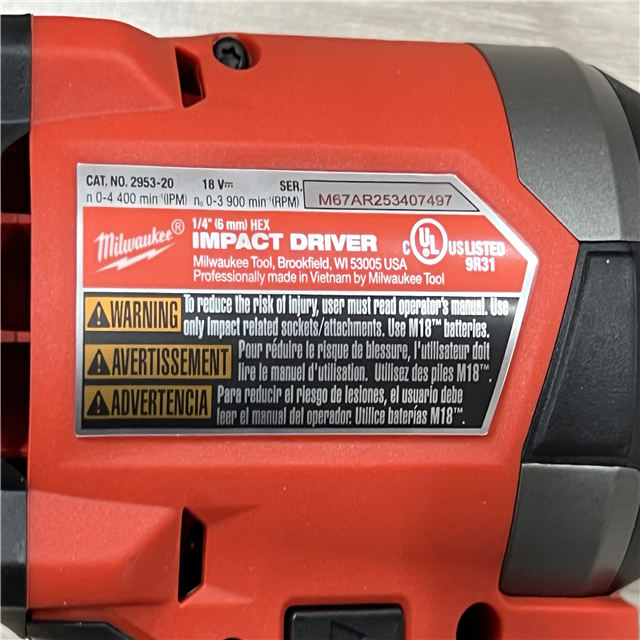 CAT. NO. 2953-20 18 V⎓ SER. M67AR253407497
n 0-4 400 min⁻¹(IPM) n₀ 0-3 900 min⁻¹(RPM)
Milwaukee®
1/4" (6 mm) HEX
IMPACT DRIVER
Milwaukee Tool, Brookfield, WI 53005 USA
Professionally made in Vietnam by Milwaukee Tool
C UL® US LISTED
9R31
WARNING To reduce the risk of injury, user must read operator's manual. Use
only impact related sockets/attachments. Use M18™ batteries.
AVERTISSEMENT Pour réduire le risque de blessure, l'utilisateur doit
lire le manuel d'utilisation. Utilisez des piles M18™.
ADVERTENCIA Para reducir el riesgo de lesiones, el usuario debe
leer el manual del operador. Utilice baterías M18™.